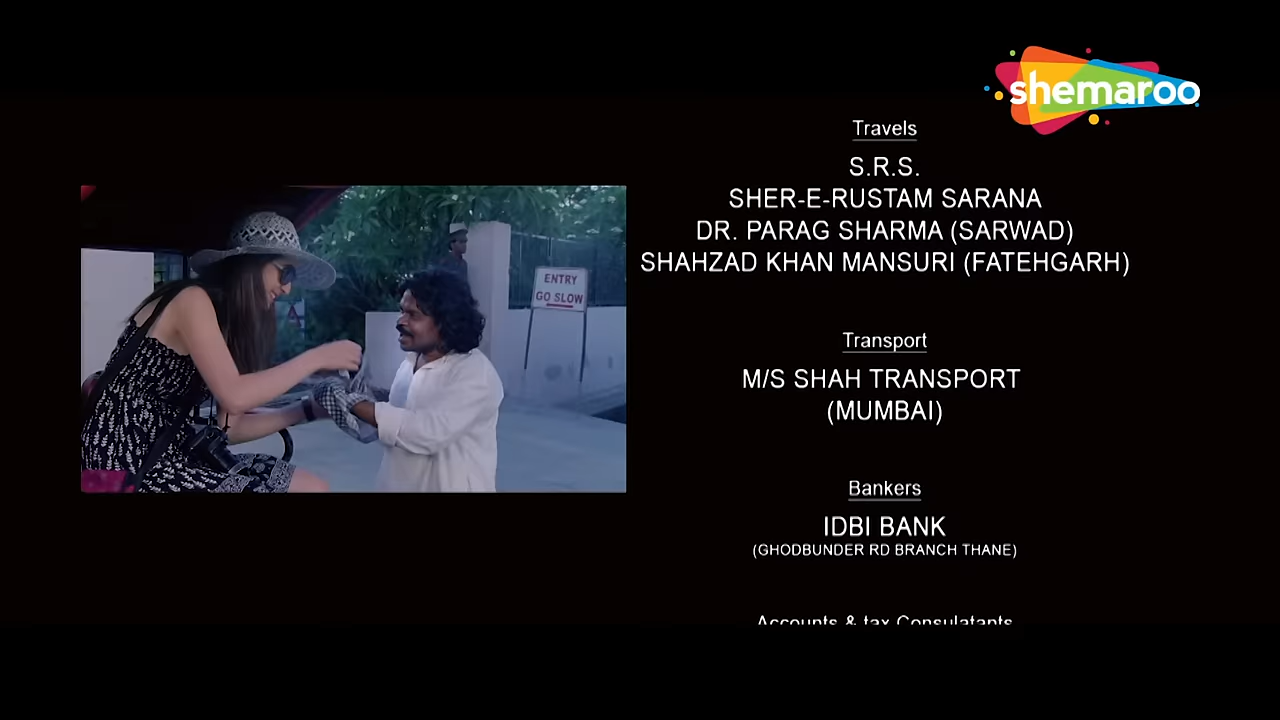 shemaroo
Travels
S.R.S.
SHER-E-RUSTAM SARANA
DR. PARAG SHARMA (SARWAD)
SHAHZAD KHAN MANSURI (FATEHGARH)
ENTRY
GO SLOW
Transport
M/S SHAH TRANSPORT
(MUMBAI)
Bankers
IDBI BANK
(GHODBUNDER RD BRANCH THANE)
Accounts & tax Consulatants